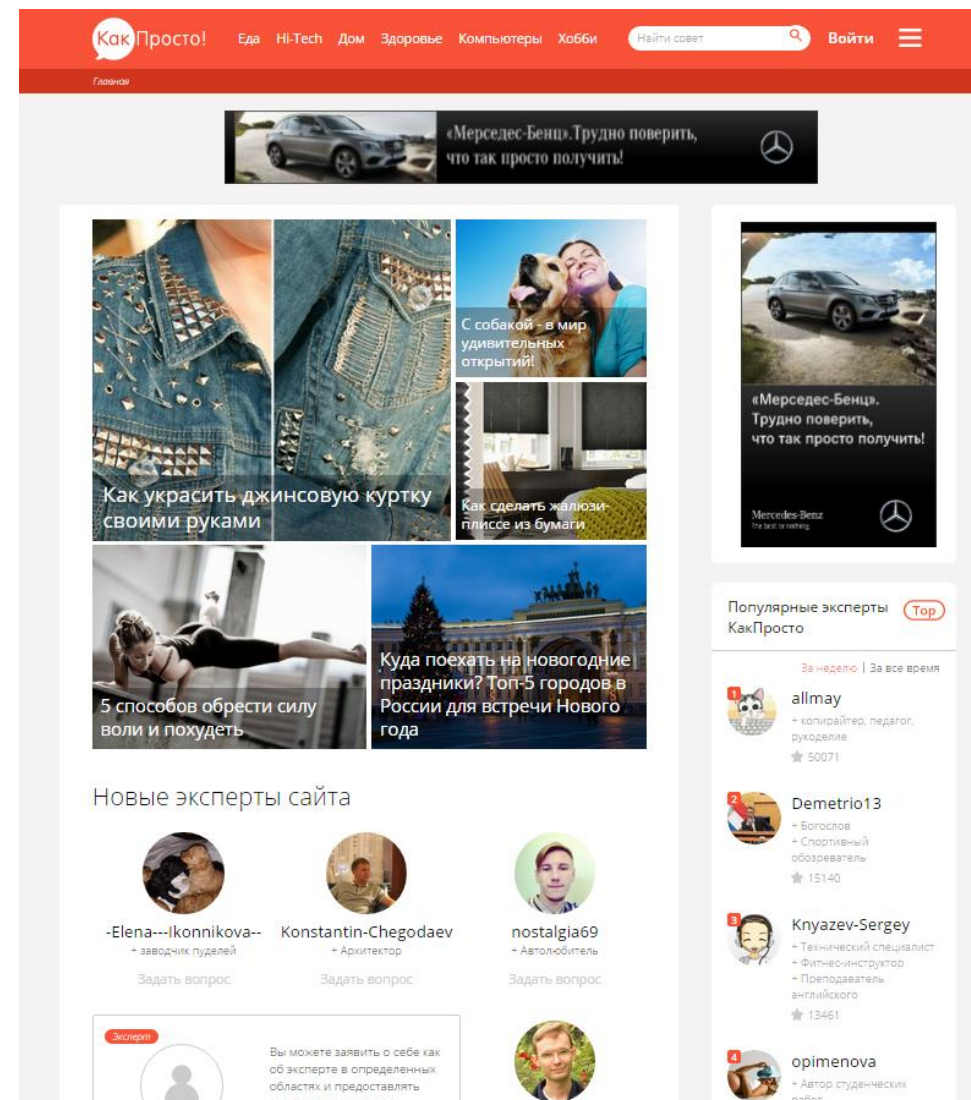 КакПросто!
Еда Hi-Tech Дом Здоровье Компьютеры Хобби
Найти совет
Войти
Главная
«Мерседес-Бенц».Трудно поверить,
что так просто получить!
Как украсить джинсовую куртку
своими руками
С собакой - в мир
удивительных
открытий!
Как сделать жалюзи-
плиссе из бумаги
5 способов обрести силу
воли и похудеть
Куда поехать на новогодние
праздники? Топ-5 городов в
России для встречи Нового
года
«Мерседес-Бенц».
Трудно поверить,
что так просто получить!
Mercedes-Benz
The best or nothing.
Новые эксперты сайта
-Elena---Ikonnikova--
+ заводчик пуделей
Задать вопрос
Konstantin-Chegodaev
+ Архитектор
Задать вопрос
nostalgia69
+ Автолюбитель
Задать вопрос
Эксперт
Вы можете заявить о себе как
об эксперте в определенных
областях и предоставлять
Популярные эксперты
КакПросто
Top
За неделю | За все время
1
allmay
+ копирайтер, педагог,
рукоделие
50071
2
Demetrio13
+ Богослов
+ Спортивный
обозреватель
15140
3
Knyazev-Sergey
+ Технический специалист
+ Фитнес-инструктор
+ Преподаватель
английского
13461
4
opimenova
+ Автор студенческих
работ